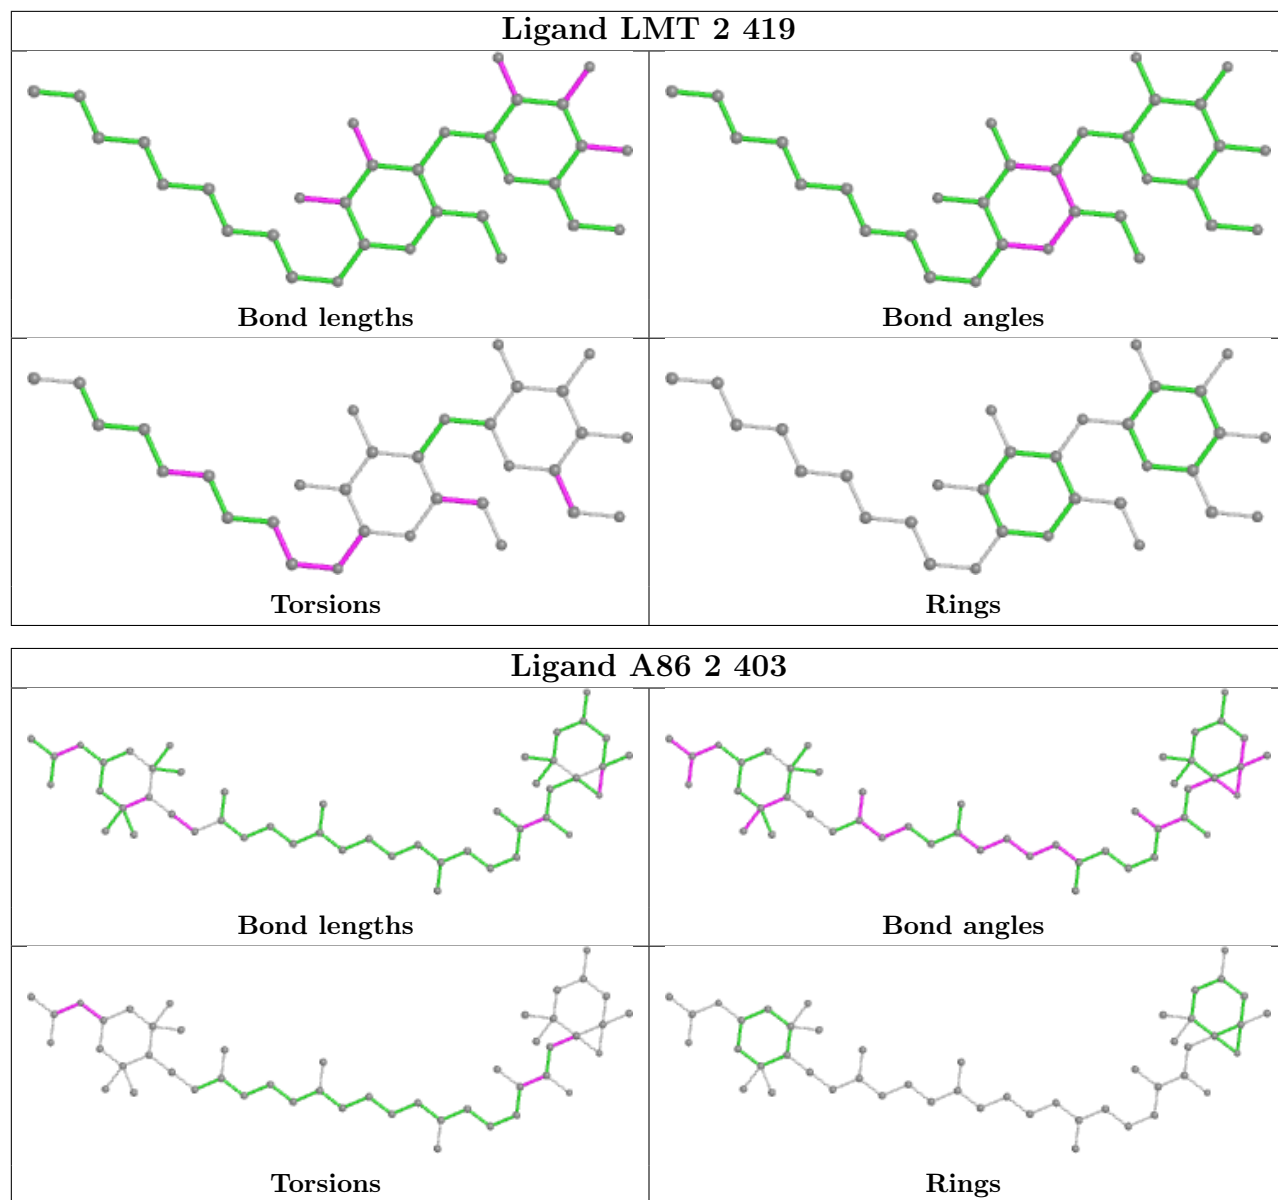 Ligand LMT 2 419
Bond lengths
Bond angles
Torsions
Rings
Ligand A86 2 403
Bond lengths
Bond angles
Torsions
Rings